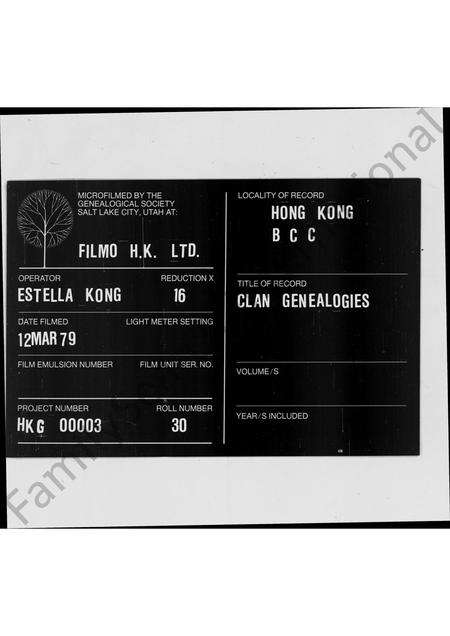 MICROFILMED BY THE
GENEALOGICAL SOCIETY
SALT LAKE CITY, UTAH AT:
FILMO H.K. LTD.
OPERATOR REDUCTION X
ESTELLA KONG 16
DATE FILMED LIGHT METER SETTING
12MAR79
FILM EMULSION NUMBER FILM UNIT SER. NO.
PROJECT NUMBER ROLL NUMBER
HKG 00003 30
LOCALITY OF RECORD
HONG KONG
B C C
TITLE OF RECORD
CLAN GENEALOGIES
VOLUME/S
YEAR/S INCLUDED